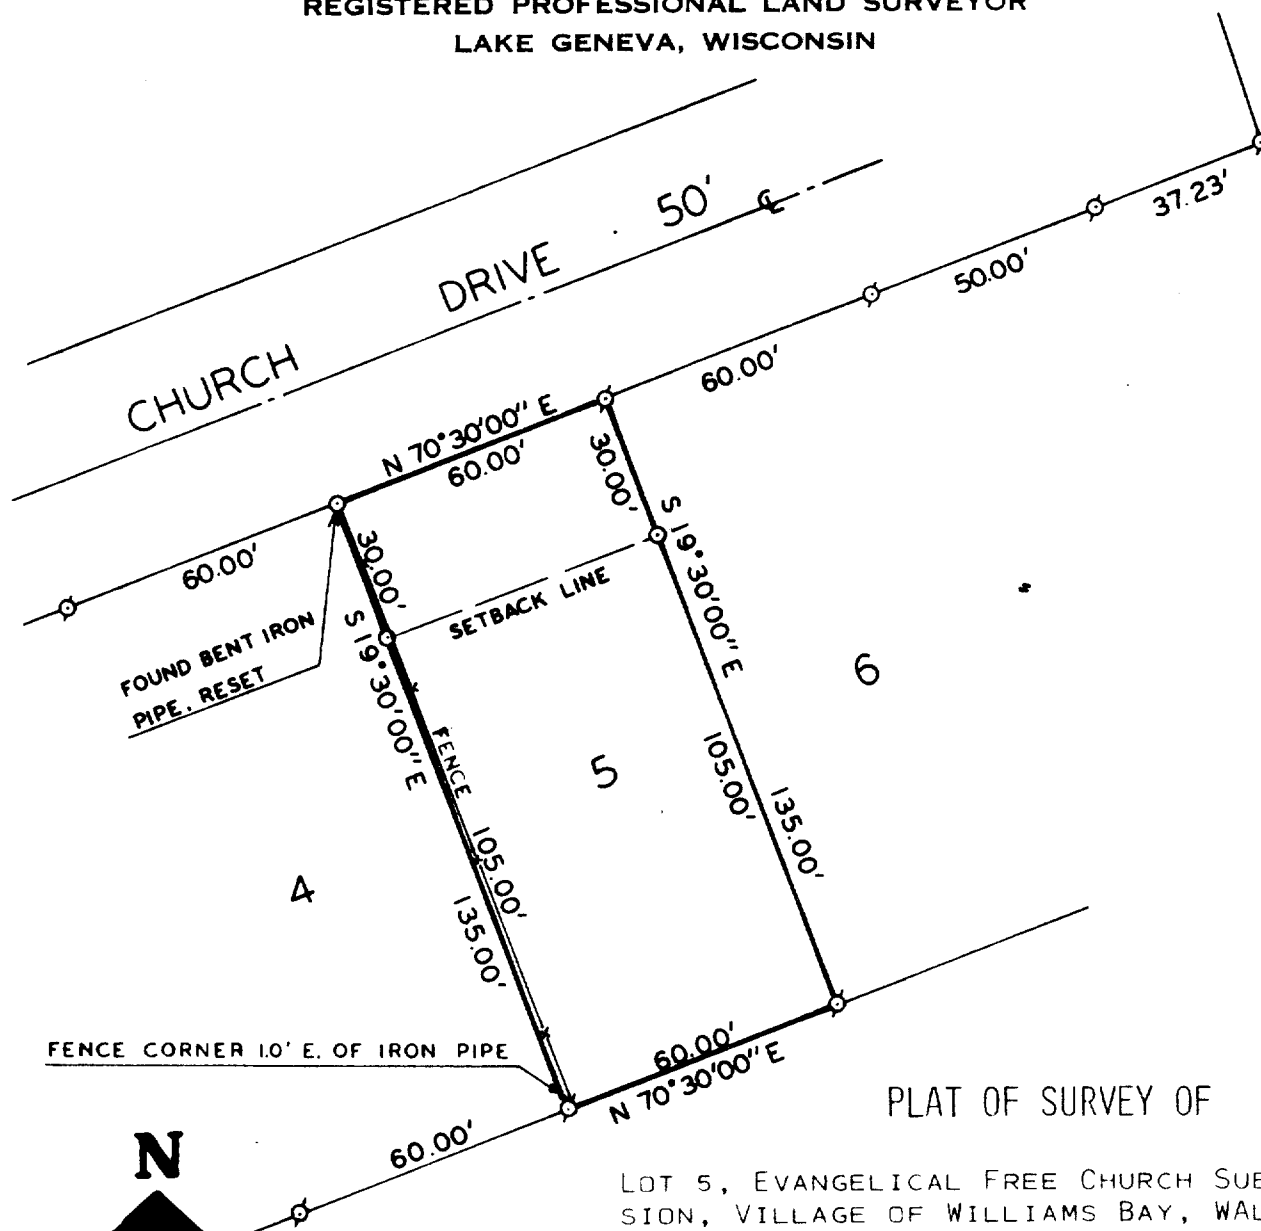 REGISTERED PROFESSIONAL LAND SURVEYOR
LAKE GENEVA, WISCONSIN
CHURCH DRIVE 50' ℄
37.23'
50.00'
60.00'
N 70°30'00" E
60.00'
60.00'
30.00'
S 19°30'00" E
30.00'
S 19°30'00" E
SETBACK LINE
FOUND BENT IRON
PIPE, RESET
FENCE
6
5
4
105.00'
135.00'
105.00'
135.00'
FENCE CORNER 1.0' E. OF IRON PIPE
60.00'
N 70°30'00" E
60.00'
N
PLAT OF SURVEY OF
LOT 5, EVANGELICAL FREE CHURCH SUB
SION, VILLAGE OF WILLIAMS BAY, WAL